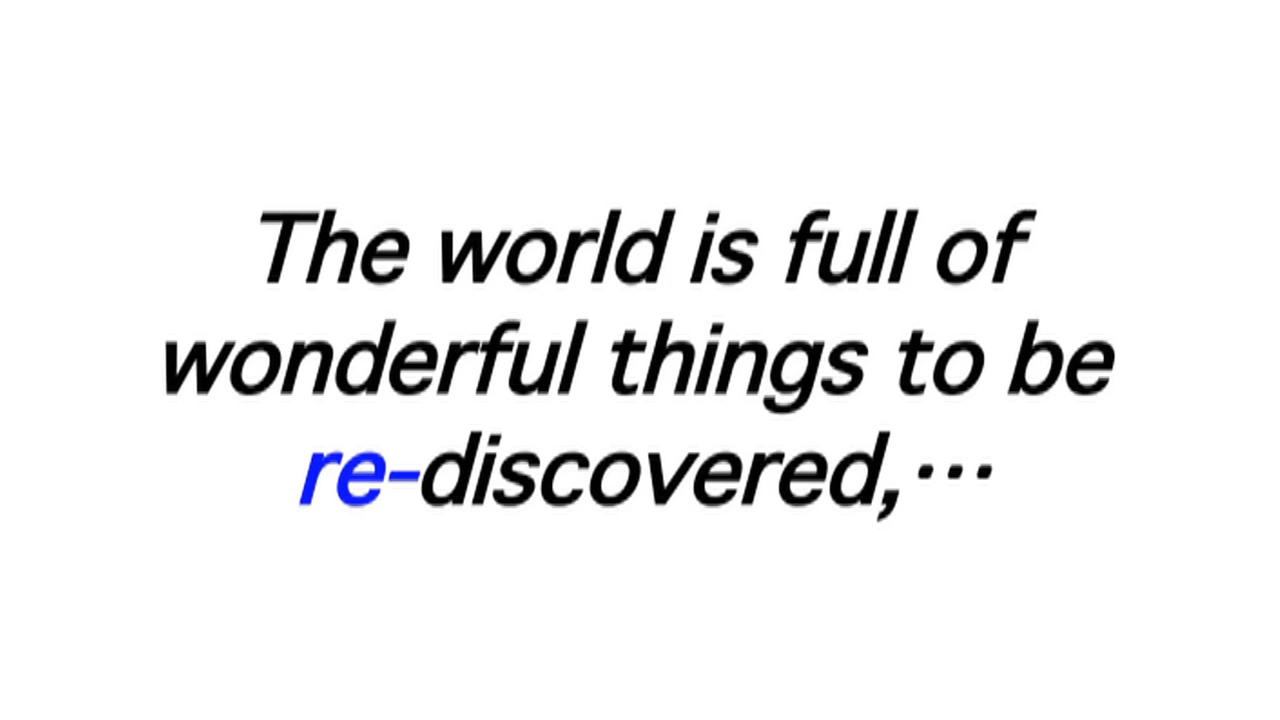 The world is full of
wonderful things to be
re-discovered,···